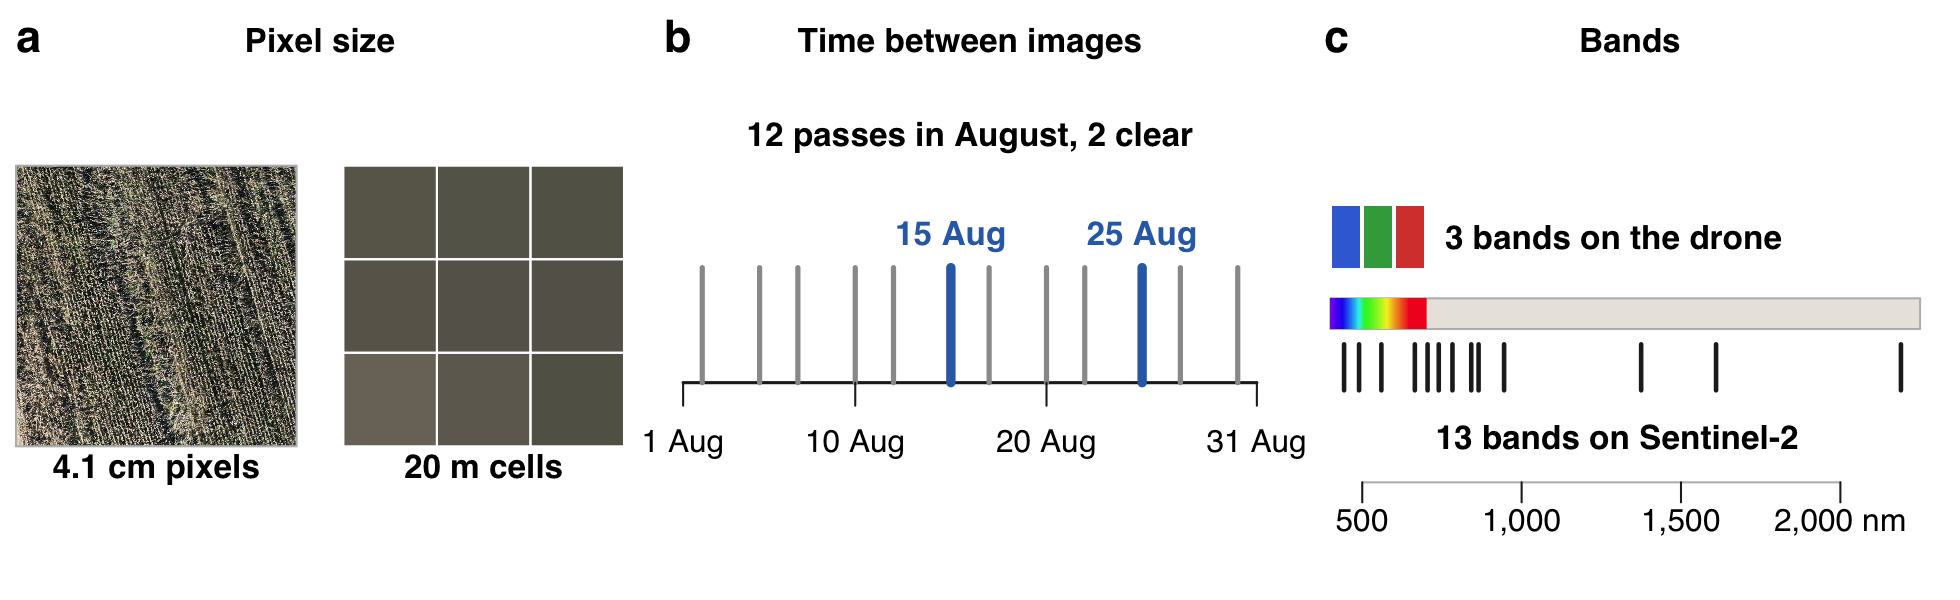 a
Pixel size
4.1 cm pixels
20 m cells
b
Time between images
12 passes in August, 2 clear
15 Aug
25 Aug
1 Aug
10 Aug
20 Aug
31 Aug
c
Bands
3 bands on the drone
13 bands on Sentinel-2
500
1,000
1,500
2,000 nm